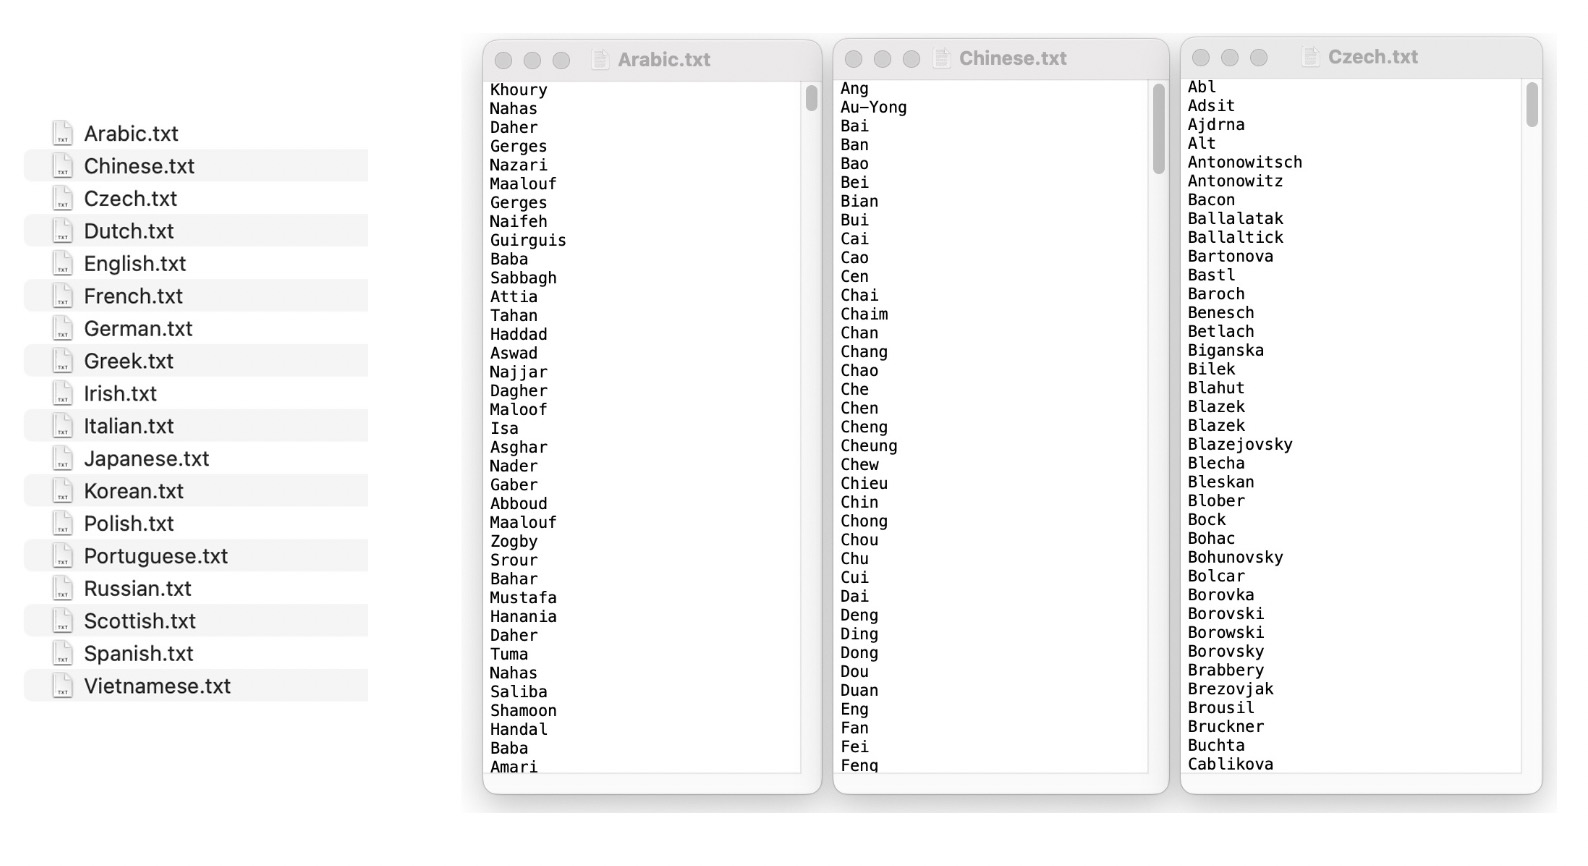 Arabic.txt
Chinese.txt
Czech.txt
Dutch.txt
English.txt
French.txt
German.txt
Greek.txt
Irish.txt
Italian.txt
Japanese.txt
Korean.txt
Polish.txt
Portuguese.txt
Russian.txt
Scottish.txt
Spanish.txt
Vietnamese.txt
Arabic.txt
Khoury
Nahas
Daher
Gerges
Nazari
Maalouf
Gerges
Naifeh
Guirguis
Baba
Sabbagh
Attia
Tahan
Haddad
Aswad
Najjar
Dagher
Maloof
Isa
Asghar
Nader
Gaber
Abboud
Maalouf
Zogby
Srour
Bahar
Mustafa
Hanania
Daher
Tuma
Nahas
Saliba
Shamoon
Handal
Baba
Amari
Chinese.txt
Ang
Au-Yong
Bai
Ban
Bao
Bei
Bian
Bui
Cai
Cao
Cen
Chai
Chaim
Chan
Chang
Chao
Che
Chen
Cheng
Cheung
Chew
Chieu
Chin
Chong
Chou
Chu
Cui
Dai
Deng
Ding
Dong
Dou
Duan
Eng
Fan
Fei
Feng
Czech.txt
Abl
Adsit
Ajdrna
Alt
Antonowitsch
Antonowitz
Bacon
Ballalatak
Ballaltick
Bartonova
Bastl
Baroch
Benesch
Betlach
Biganska
Bilek
Blahut
Blazek
Blazek
Blazejovsky
Blecha
Bleskan
Blober
Bock
Bohac
Bohunovsky
Bolcar
Borovka
Borovski
Borowski
Borovsky
Brabbery
Brezovjak
Brousil
Bruckner
Buchta
Cablikova